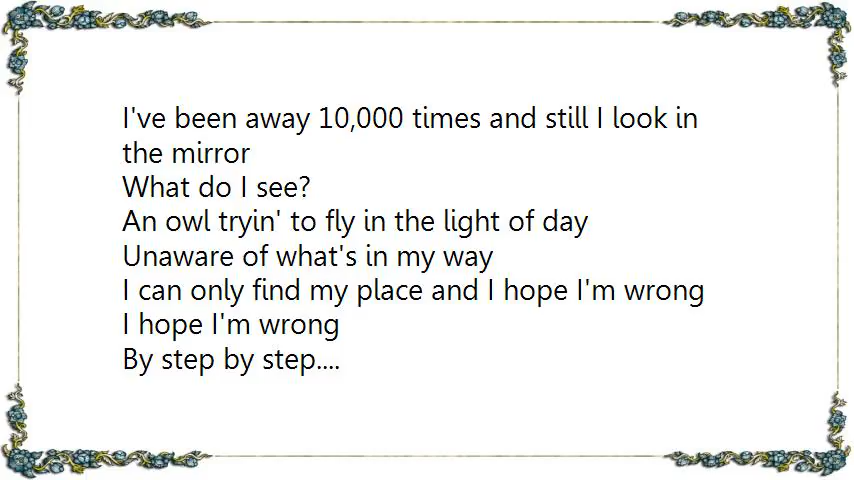 I've been away 10,000 times and still I look in
the mirror
What do I see?
An owl tryin' to fly in the light of day
Unaware of what's in my way
I can only find my place and I hope I'm wrong
I hope I'm wrong
By step by step....